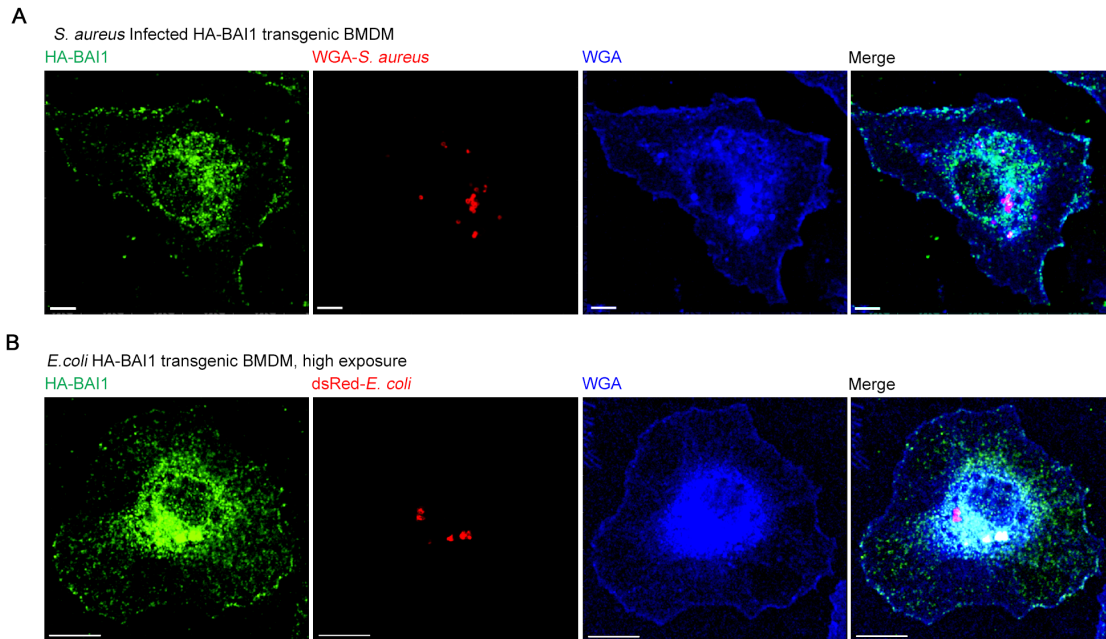 A
S. aureus Infected HA-BAI1 transgenic BMDM
HA-BAI1 WGA-S. aureus WGA Merge
B
E.coli HA-BAI1 transgenic BMDM, high exposure
HA-BAI1 dsRed-E. coli WGA Merge